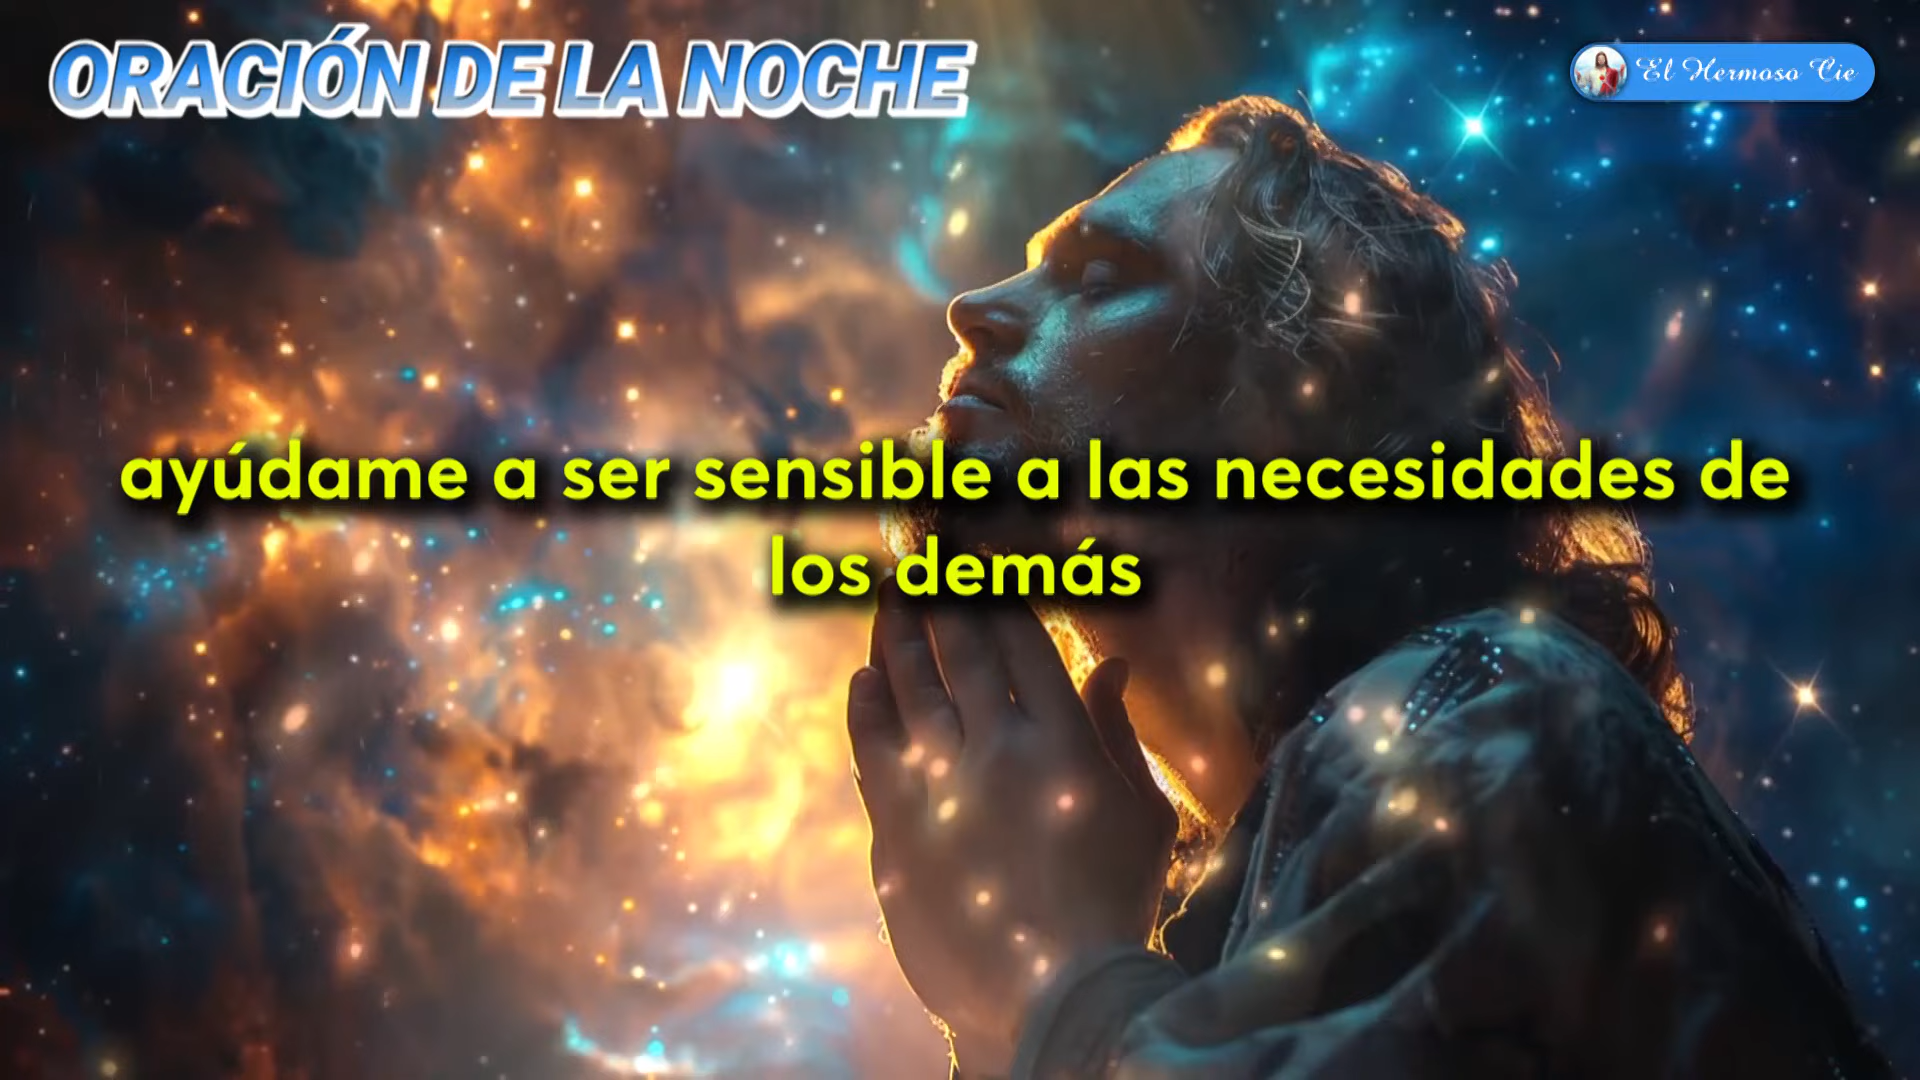 ORACIÓN DE LA NOCHE
El Hermoso Cie
ayúdame a ser sensible a las necesidades de
los demás